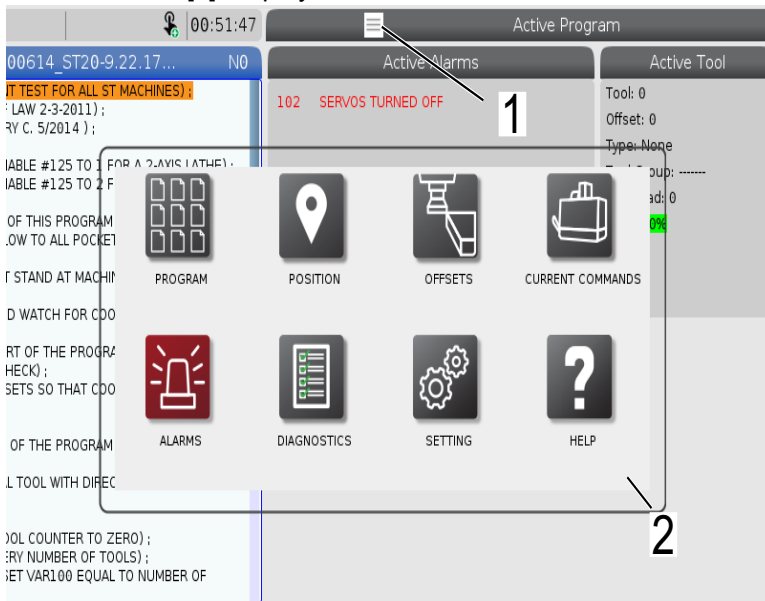 00:51:47 Active Program
00614_ST20-9.22.17... N0 Active Alarms Active Tool
TEST FOR ALL ST MACHINES) ;
102 SERVOS TURNED OFF
Tool: 0
LAW 2-3-2011) ;
1
Offset: 0
C. 5/2014 ) ;
Type: None
#125 TO 1 FOR A 2-AXIS LATHE) ;
#125 TO 2 F
-------
0
OF THIS PROGRAM
TO ALL POCKET
STAND AT MACHIN
PROGRAM POSITION OFFSETS CURRENT COMMANDS
D WATCH FOR COO
RT OF THE PROGRA
HECK) ;
SETS SO THAT COO
?
OF THE PROGRAM
ALARMS DIAGNOSTICS SETTING HELP
L TOOL WITH DIREC
2
OOL COUNTER TO ZERO) ;
ERY NUMBER OF TOOLS) ;
SET VAR100 EQUAL TO NUMBER OF